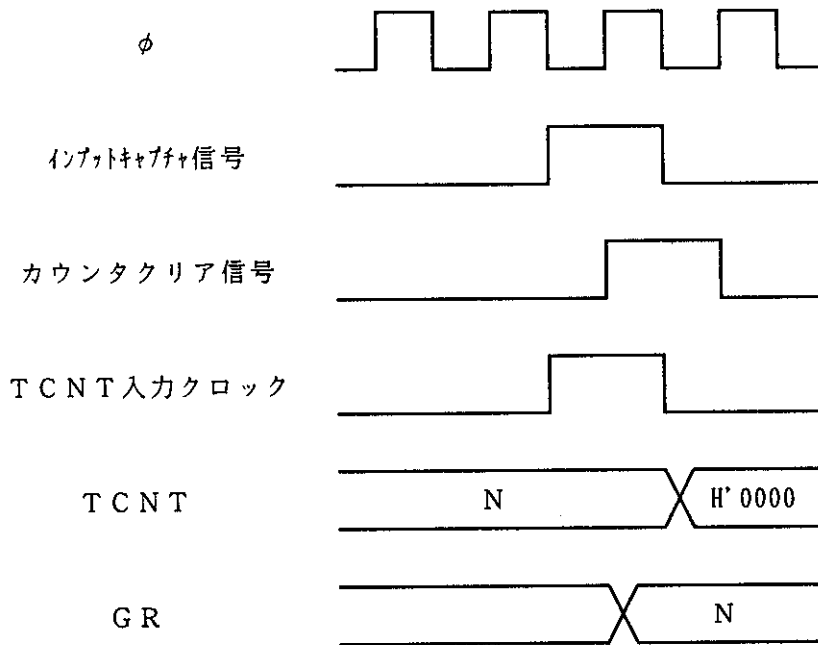 φ
インプットキャプチャ信号
カウンタクリア信号
TCNT入力クロック
TCNT
N
H'0000
GR
N